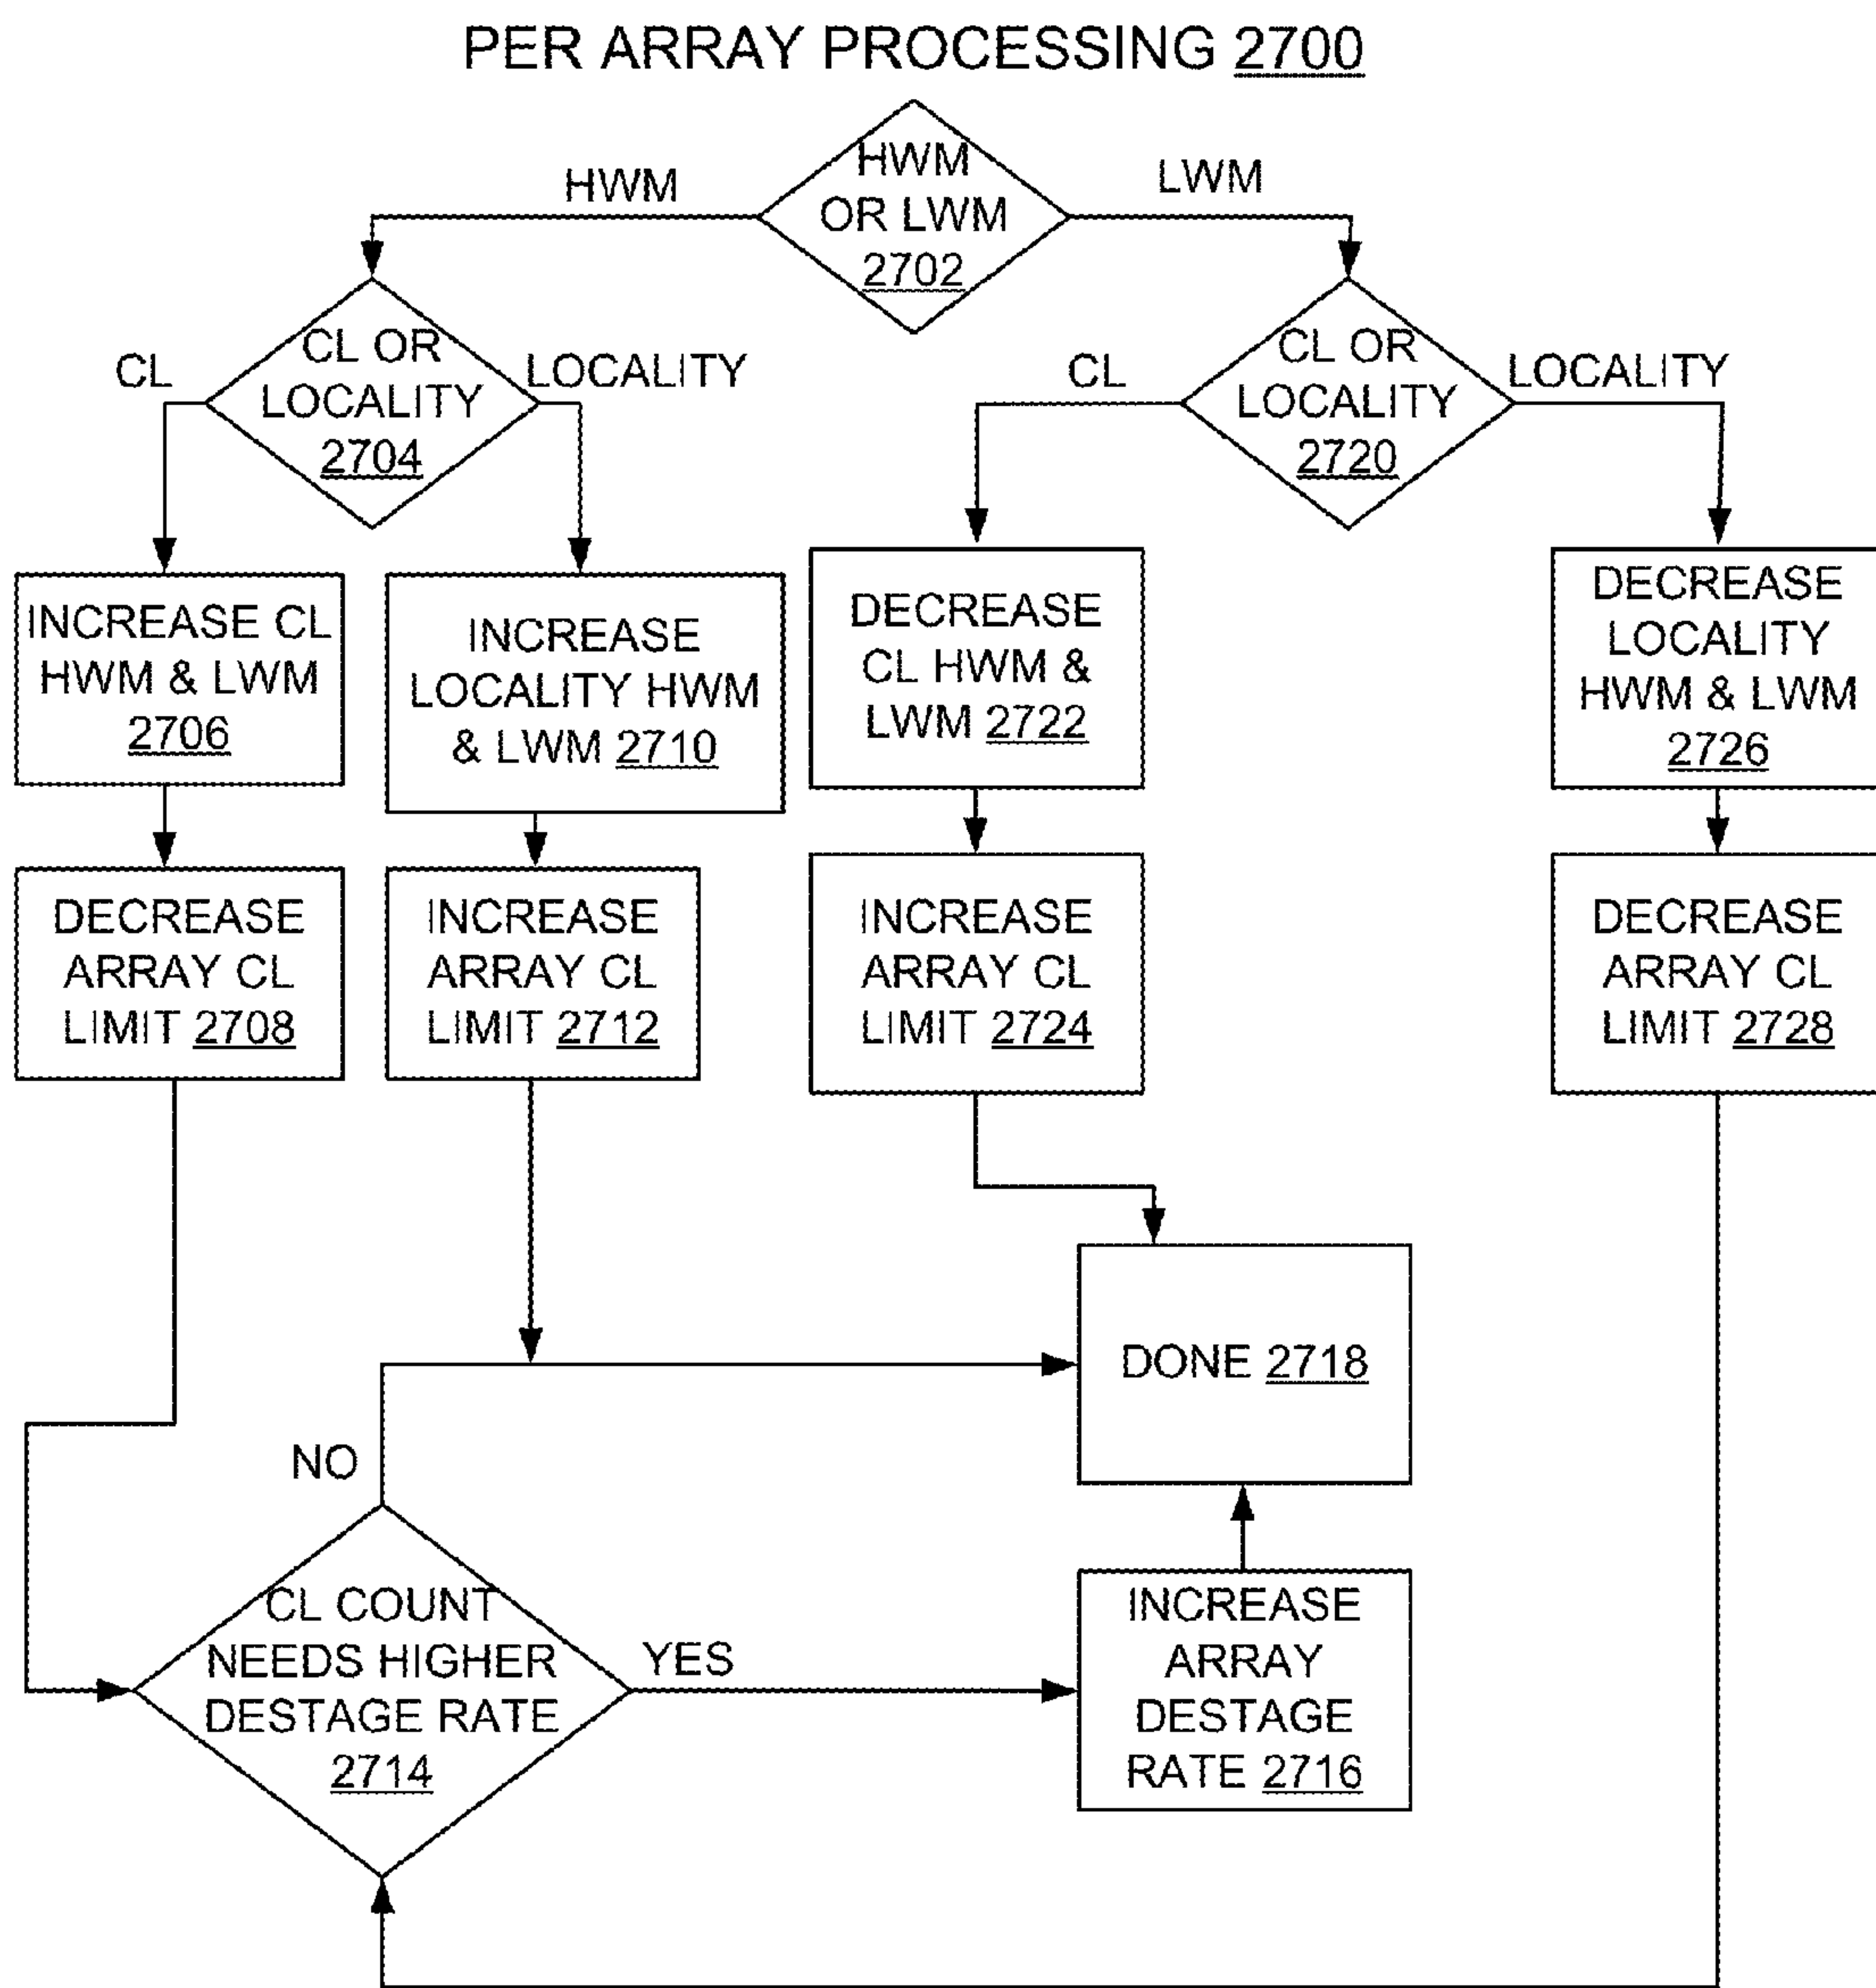 PER ARRAY PROCESSING 2700
HWM
OR LWM
2702
HWM
LWM
CL OR
LOCALITY
2704
CL
LOCALITY
CL OR
LOCALITY
2720
CL
LOCALITY
INCREASE CL
HWM & LWM
2706
INCREASE
LOCALITY HWM
& LWM 2710
DECREASE
CL HWM &
LWM 2722
DECREASE
LOCALITY
HWM & LWM
2726
DECREASE
ARRAY CL
LIMIT 2708
INCREASE
ARRAY CL
LIMIT 2712
INCREASE
ARRAY CL
LIMIT 2724
DECREASE
ARRAY CL
LIMIT 2728
DONE 2718
NO
CL COUNT
NEEDS HIGHER
DESTAGE RATE
2714
YES
INCREASE
ARRAY
DESTAGE
RATE 2716